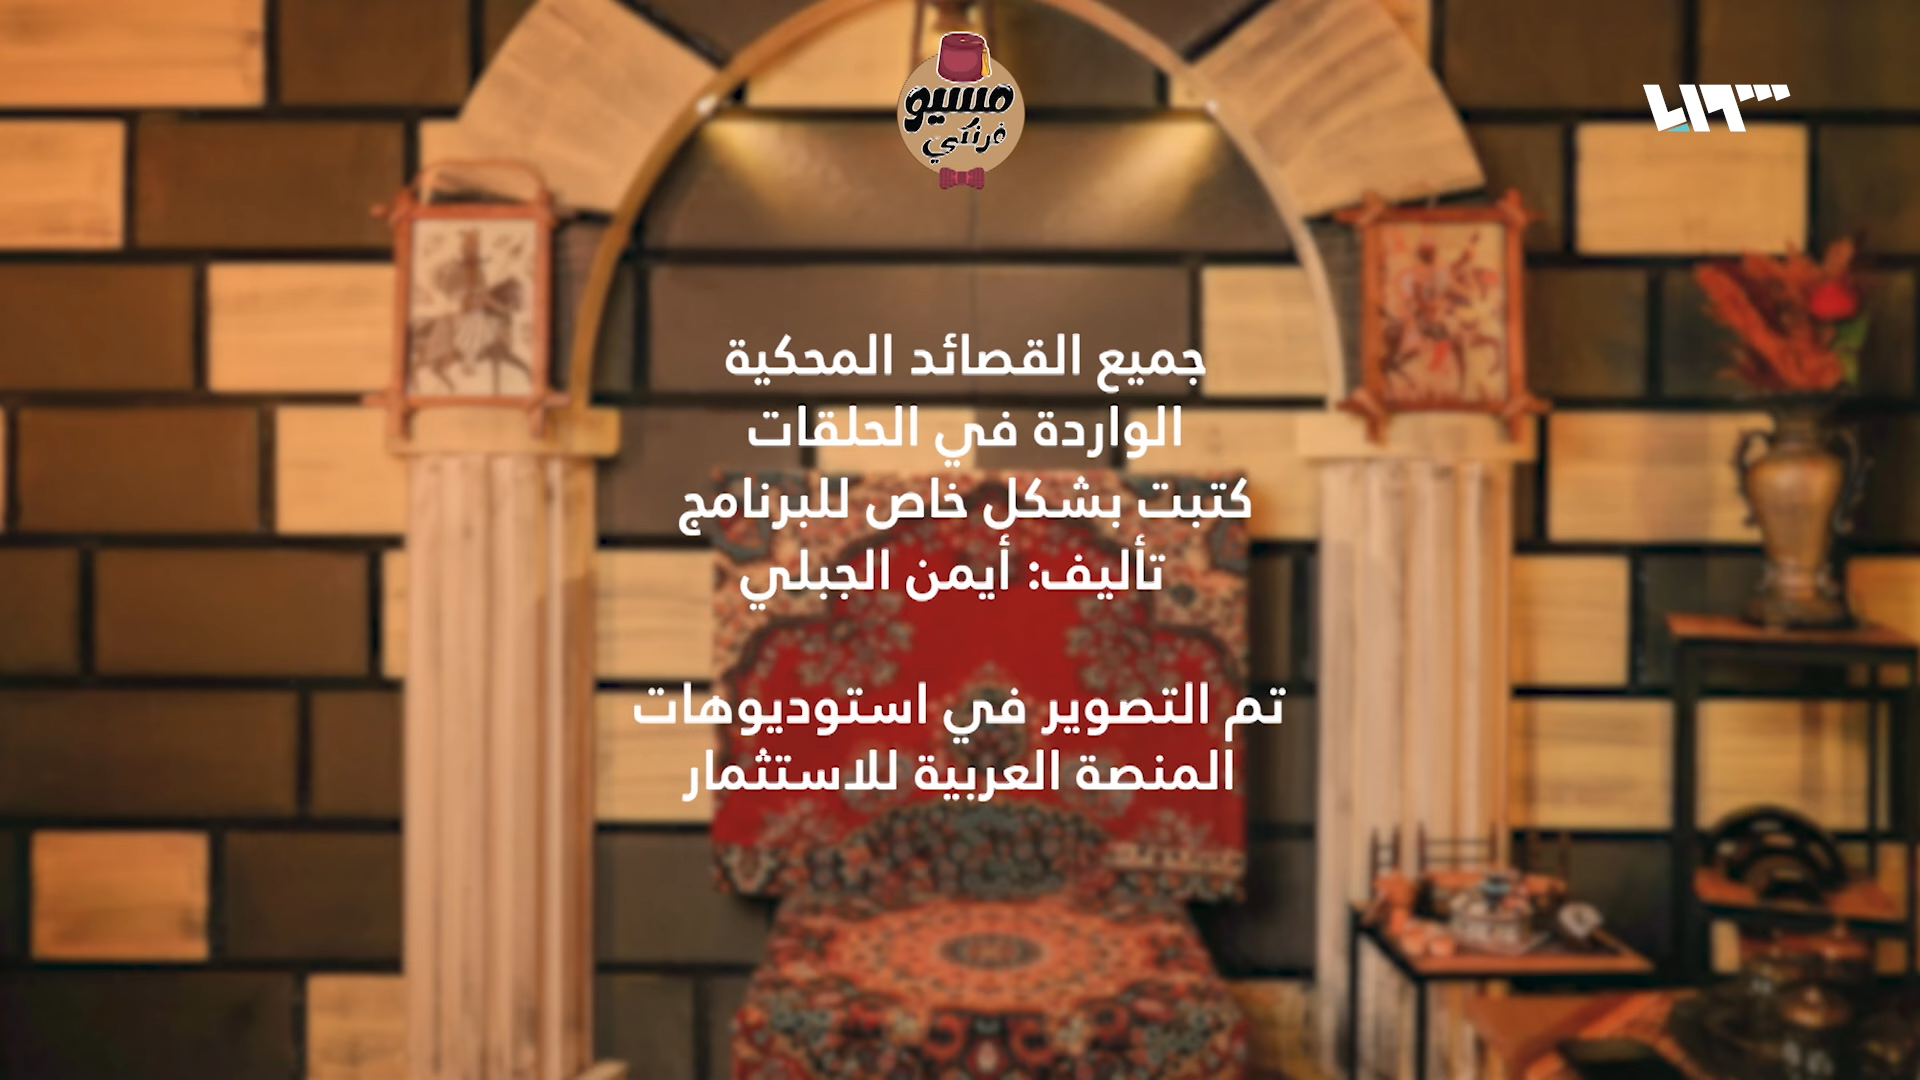 مسيو
فرنكي
جميع القصائد المحكية
الواردة في الحلقات
كتبت بشكل خاص للبرنامج
تأليف: أيمن الجبلي
تم التصوير في استوديوهات
المنصة العربية للاستثمار